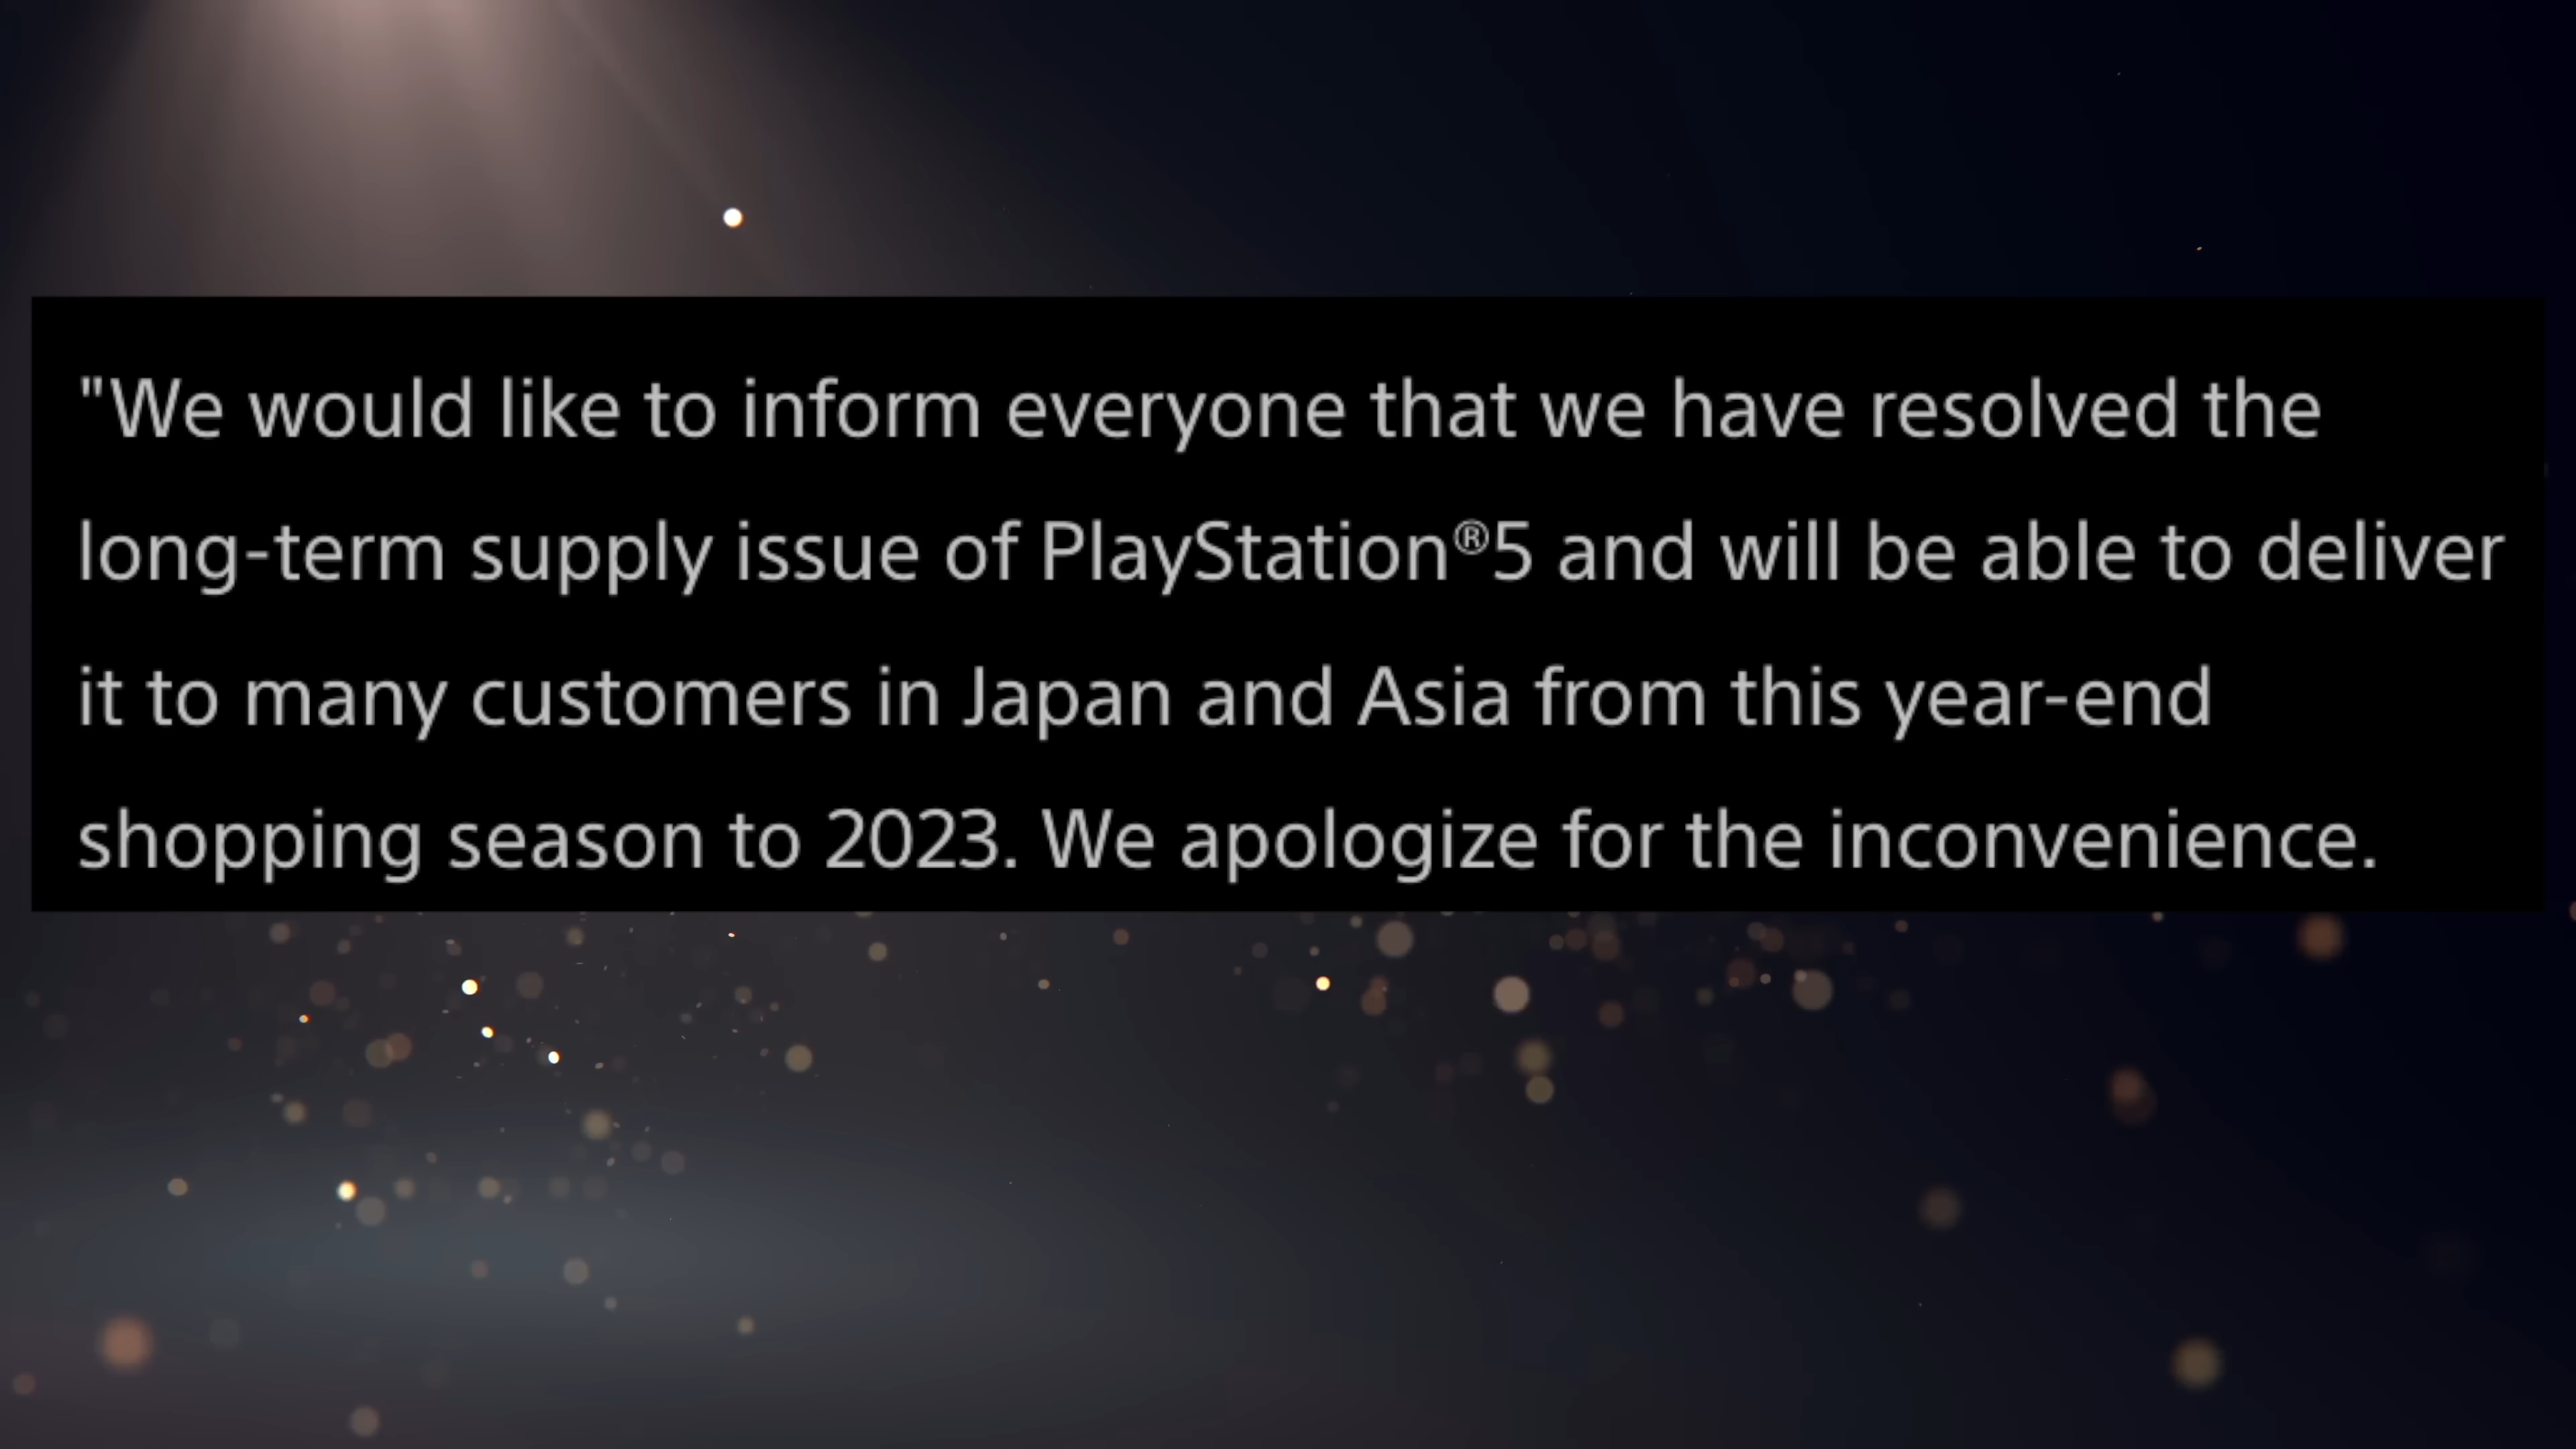 "We would like to inform everyone that we have resolved the
long-term supply issue of PlayStation®5 and will be able to deliver
it to many customers in Japan and Asia from this year-end
shopping season to 2023. We apologize for the inconvenience.